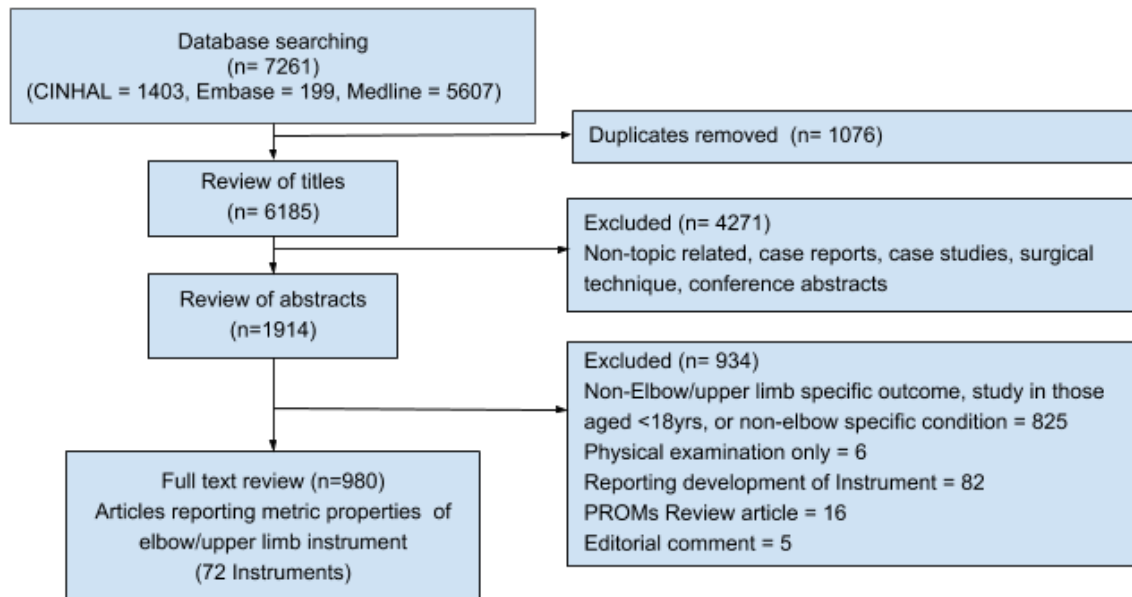 Database searching
(n= 7261)
(CINHAL = 1403, Embase = 199, Medline = 5607)
Duplicates removed (n= 1076)
Review of titles
(n= 6185)
Excluded (n= 4271)
Non-topic related, case reports, case studies, surgical
technique, conference abstracts
Review of abstracts
(n=1914)
Excluded (n= 934)
Non-Elbow/upper limb specific outcome, study in those
aged <18yrs, or non-elbow specific condition = 825
Physical examination only = 6
Reporting development of Instrument = 82
PROMs Review article = 16
Editorial comment = 5
Full text review (n=980)
Articles reporting metric properties of
elbow/upper limb instrument
(72 Instruments)